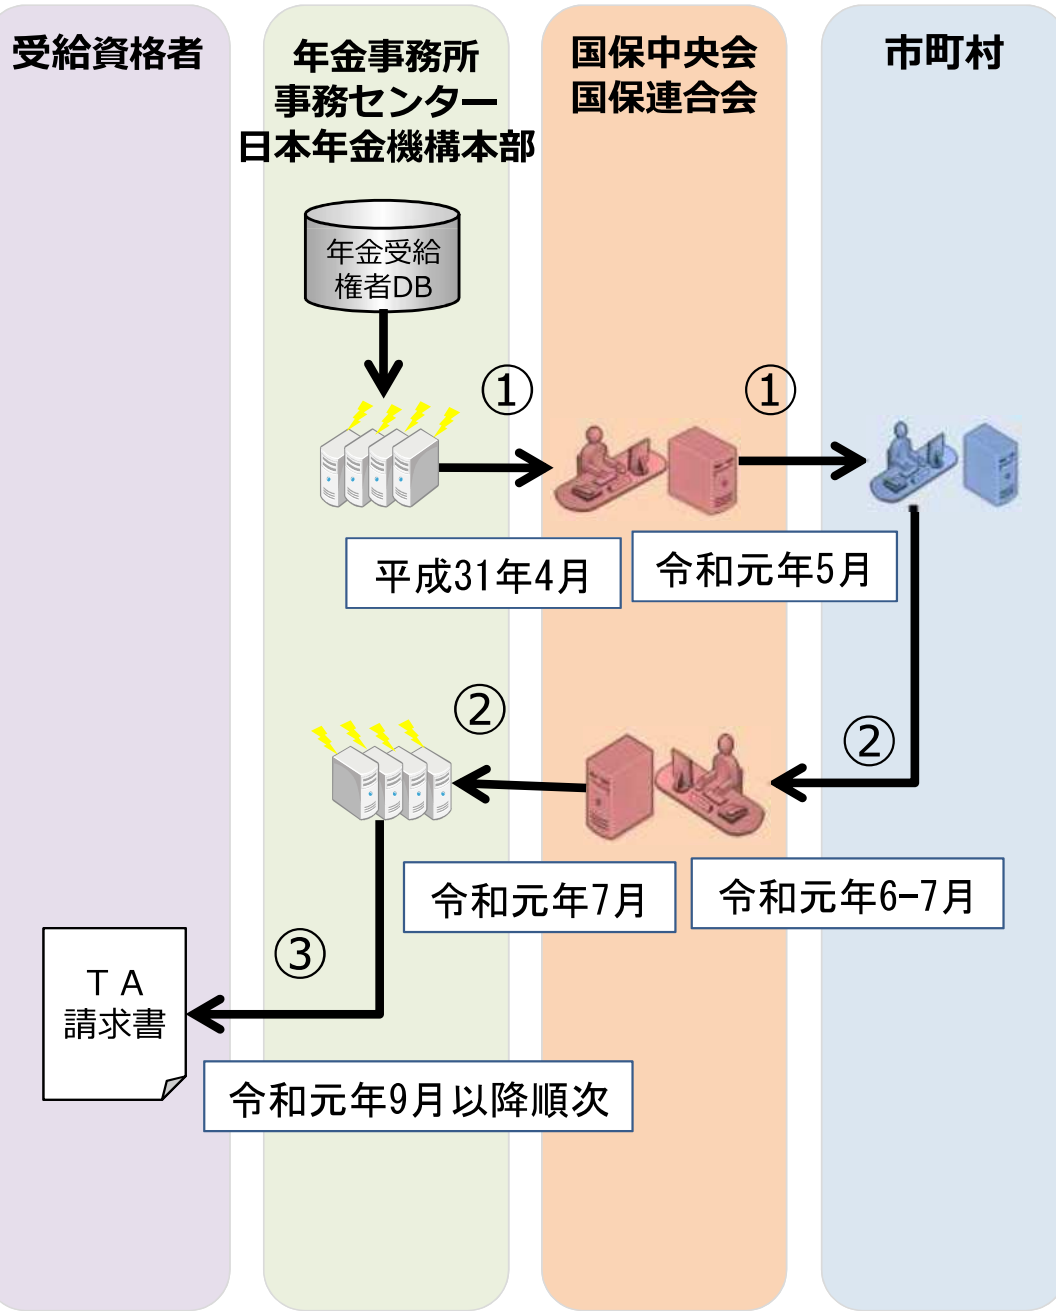 受給資格者
年金事務所
事務センター
日本年金機構本部
国保中央会
国保連合会
市町村
年金受給
権者DB
①
①
平成31年4月
令和元年5月
②
②
令和元年7月
令和元年6−7月
③
ＴＡ
請求書
令和元年9月以降順次